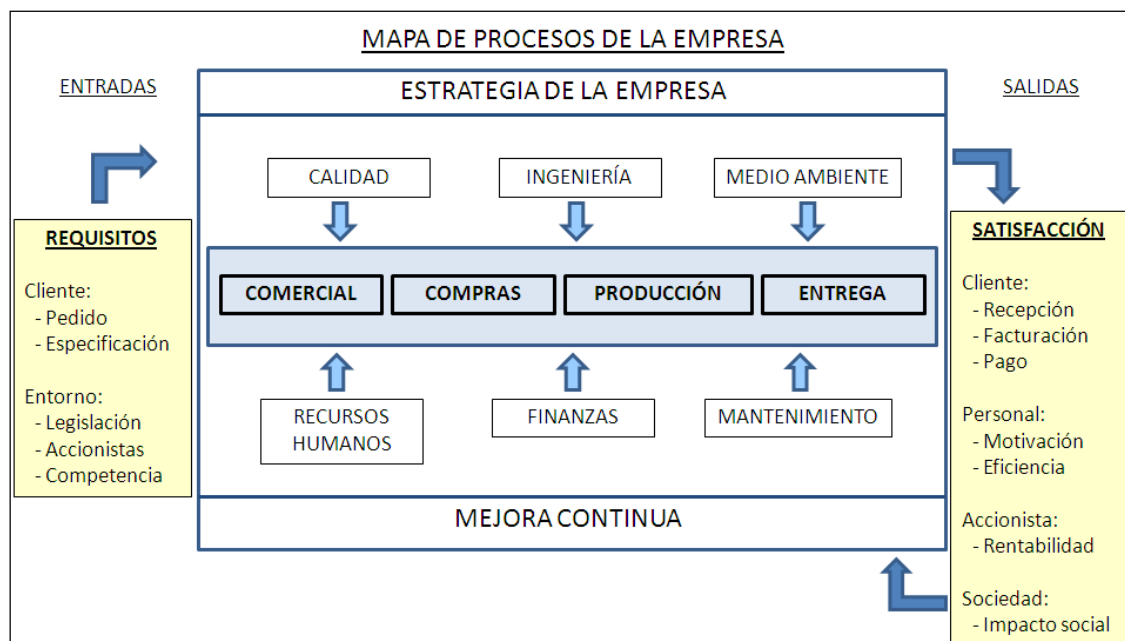 MAPA DE PROCESOS DE LA EMPRESA
ENTRADAS
ESTRATEGIA DE LA EMPRESA
SALIDAS
CALIDAD
INGENIERÍA
MEDIO AMBIENTE
REQUISITOS
Cliente:
- Pedido
- Especificación
Entorno:
- Legislación
- Accionistas
- Competencia
COMERCIAL
COMPRAS
PRODUCCIÓN
ENTREGA
RECURSOS
HUMANOS
FINANZAS
MANTENIMIENTO
MEJORA CONTINUA
SATISFACCIÓN
Cliente:
- Recepción
- Facturación
- Pago
Personal:
- Motivación
- Eficiencia
Accionista:
- Rentabilidad
Sociedad:
- Impacto social